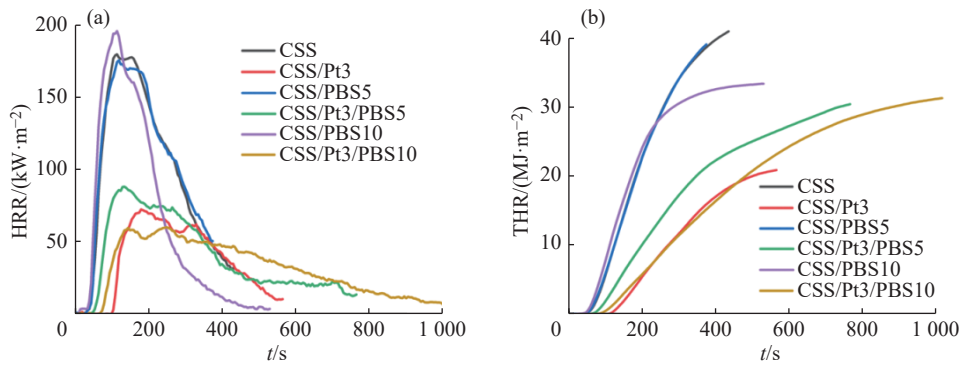 (a)
200
150
100
50
0
200
400
600
800
1 000
HRR/(kW·m⁻²)
t/s
CSS
CSS/Pt3
CSS/PBS5
CSS/Pt3/PBS5
CSS/PBS10
CSS/Pt3/PBS10
(b)
40
30
20
10
0
200
400
600
800
1 000
THR/(MJ·m⁻²)
t/s
CSS
CSS/Pt3
CSS/PBS5
CSS/Pt3/PBS5
CSS/PBS10
CSS/Pt3/PBS10